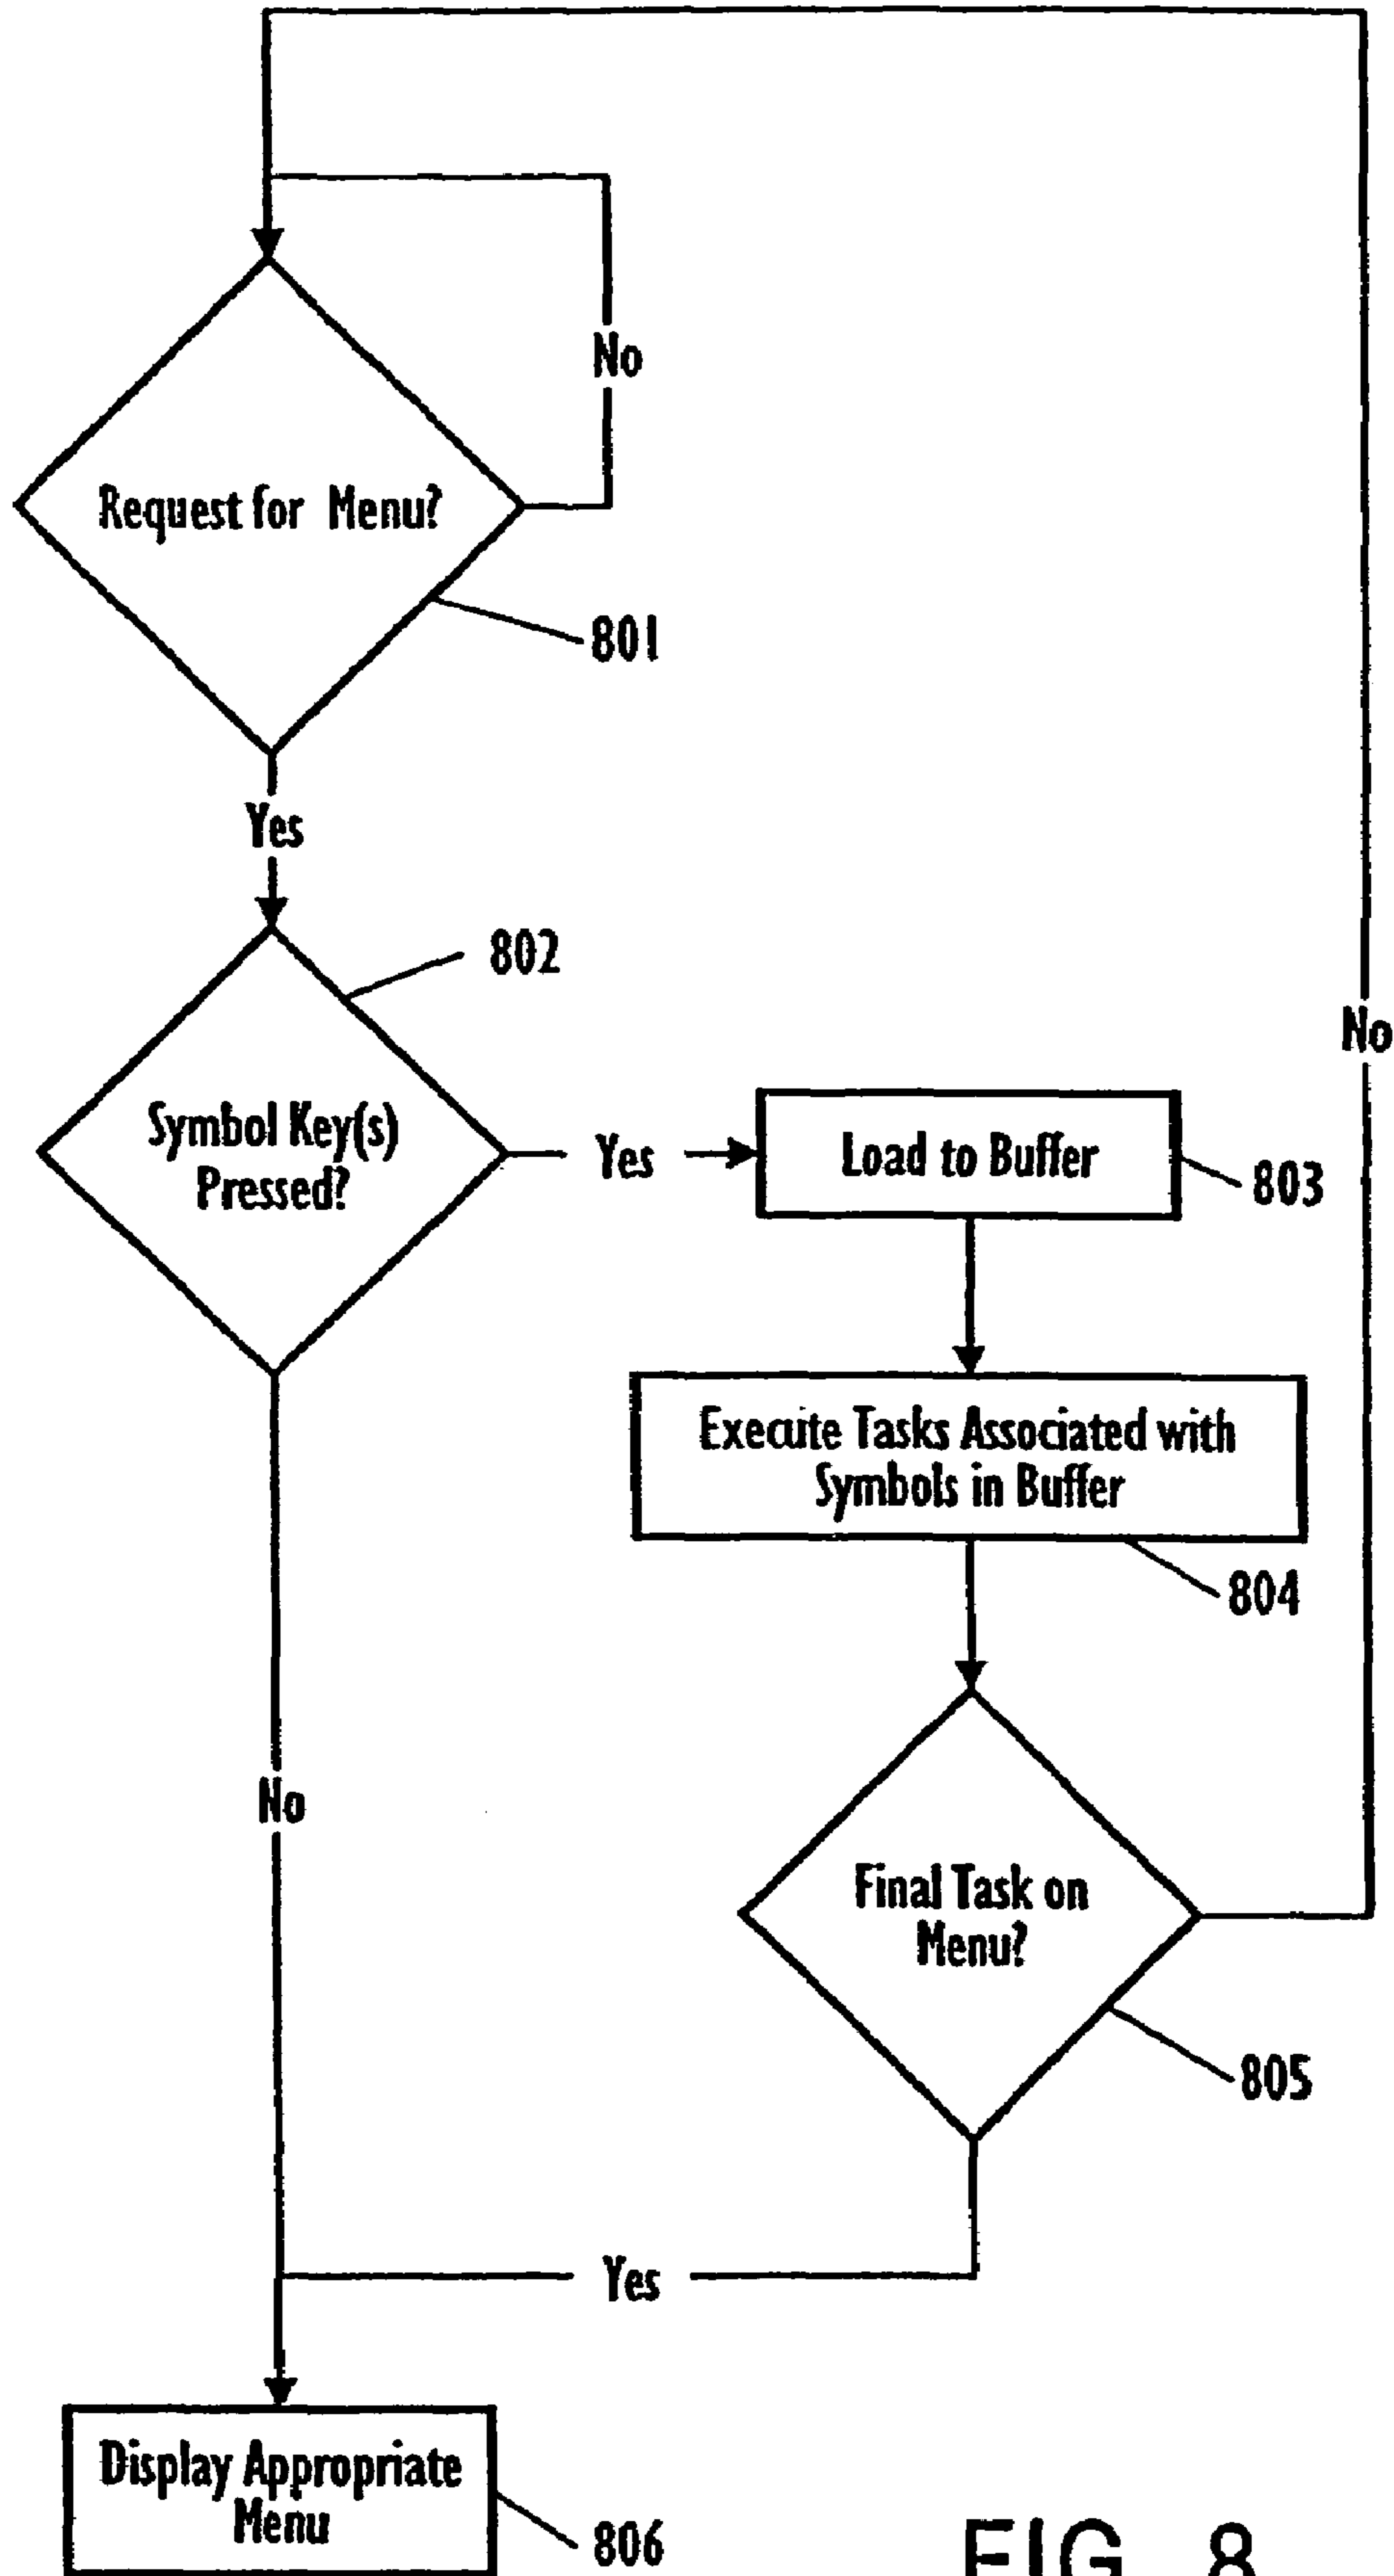 No
Request for Menu?
801
Yes
802
No
Symbol Key(s)
Pressed?
Yes
Load to Buffer
803
Execute Tasks Associated with
Symbols in Buffer
804
No
Final Task on
Menu?
805
Yes
Display Appropriate
Menu
806
FIG. 8